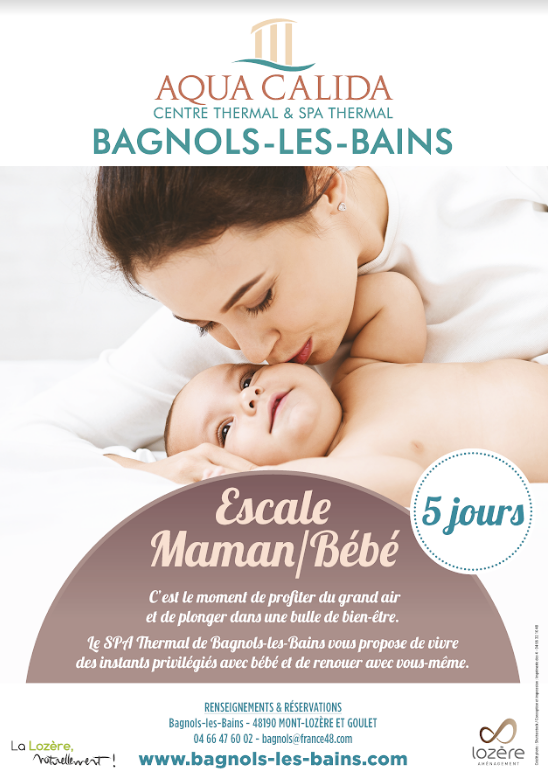 AQUA CALIDA
CENTRE THERMAL & SPA THERMAL
BAGNOLS-LES-BAINS
5 jours
Escale
Maman/Bébé
C'est le moment de profiter du grand air
et de plonger dans une bulle de bien-être.
Le SPA Thermal de Bagnols-les-Bains vous propose de vivre
des instants privilégiés avec bébé et de renouer avec vous-même.
RENSEIGNEMENTS & RÉSERVATIONS
Bagnols-les-Bains - 48190 MONT-LOZÈRE ET GOULET
04 66 47 60 02 - bagnols@france48.com
www.bagnols-les-bains.com
La Lozère,
naturellement !
lozère
AMÉNAGEMENT